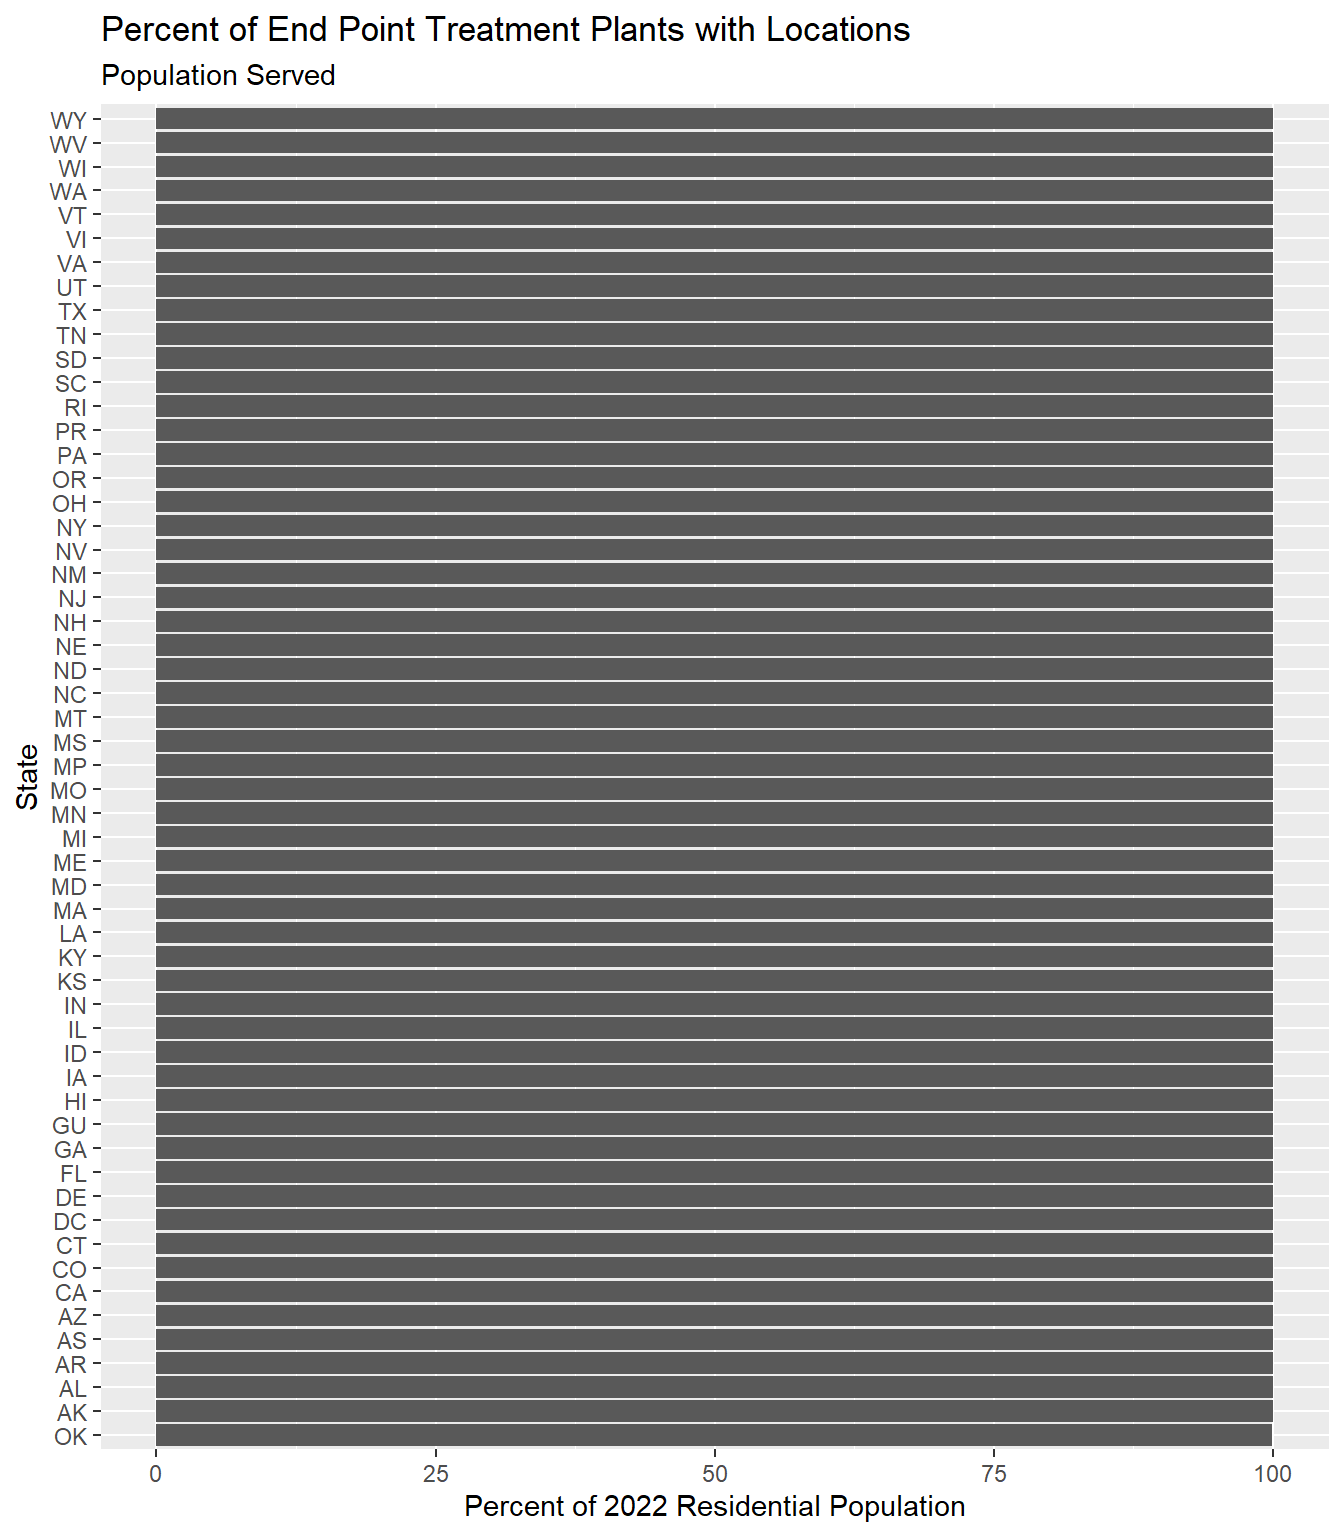 Percent of End Point Treatment Plants with Locations
Population Served
WY
WV
WI
WA
VT
VI
VA
UT
TX
TN
SD
SC
RI
PR
PA
OR
OH
NY
NV
NM
NJ
NH
NE
ND
NC
MT
MS
MP
MO
MN
MI
ME
MD
MA
LA
KY
KS
IN
IL
ID
IA
HI
GU
GA
FL
DE
DC
CT
CO
CA
AZ
AS
AR
AL
AK
OK
State
0 25 50 75 100
Percent of 2022 Residential Population